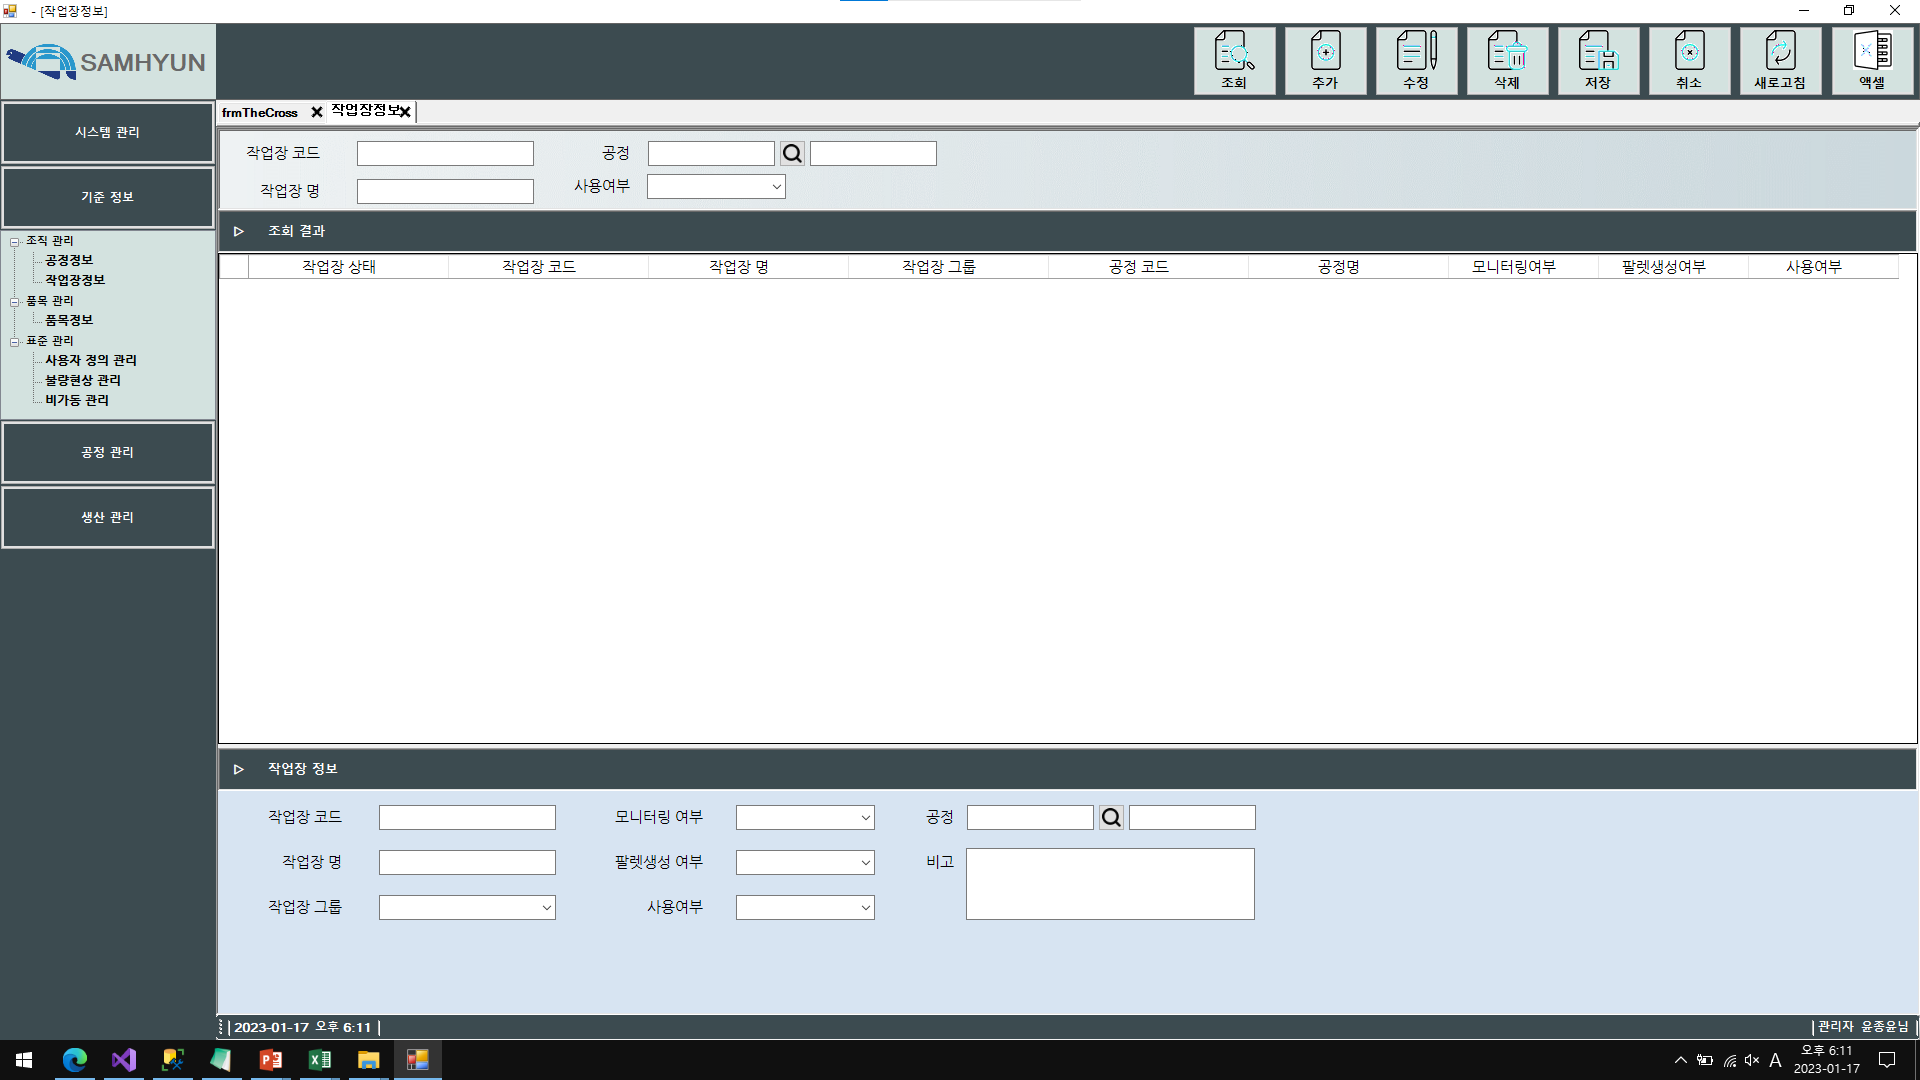 - [작업장정보]
SAMHYUN
조회 추가 수정 삭제 저장 취소 새로고침 액셀
시스템 관리
기준 정보
조직 관리
공정정보
작업장정보
품목 관리
품목정보
표준 관리
사용자 정의 관리
불량현상 관리
비가동 관리
공정 관리
생산 관리
frmTheCross 작업장정보
작업장 코드 공정
작업장 명 사용여부
조회 결과
작업장 상태 작업장 코드 작업장 명 작업장 그룹 공정 코드 공정명 모니터링여부 팔렛생성여부 사용여부
작업장 정보
작업장 코드 모니터링 여부 공정
작업장 명 팔렛생성 여부 비고
작업장 그룹 사용여부
2023-01-17 오후 6:11 관리자 윤종윤님
A 오후 6:11
2023-01-17